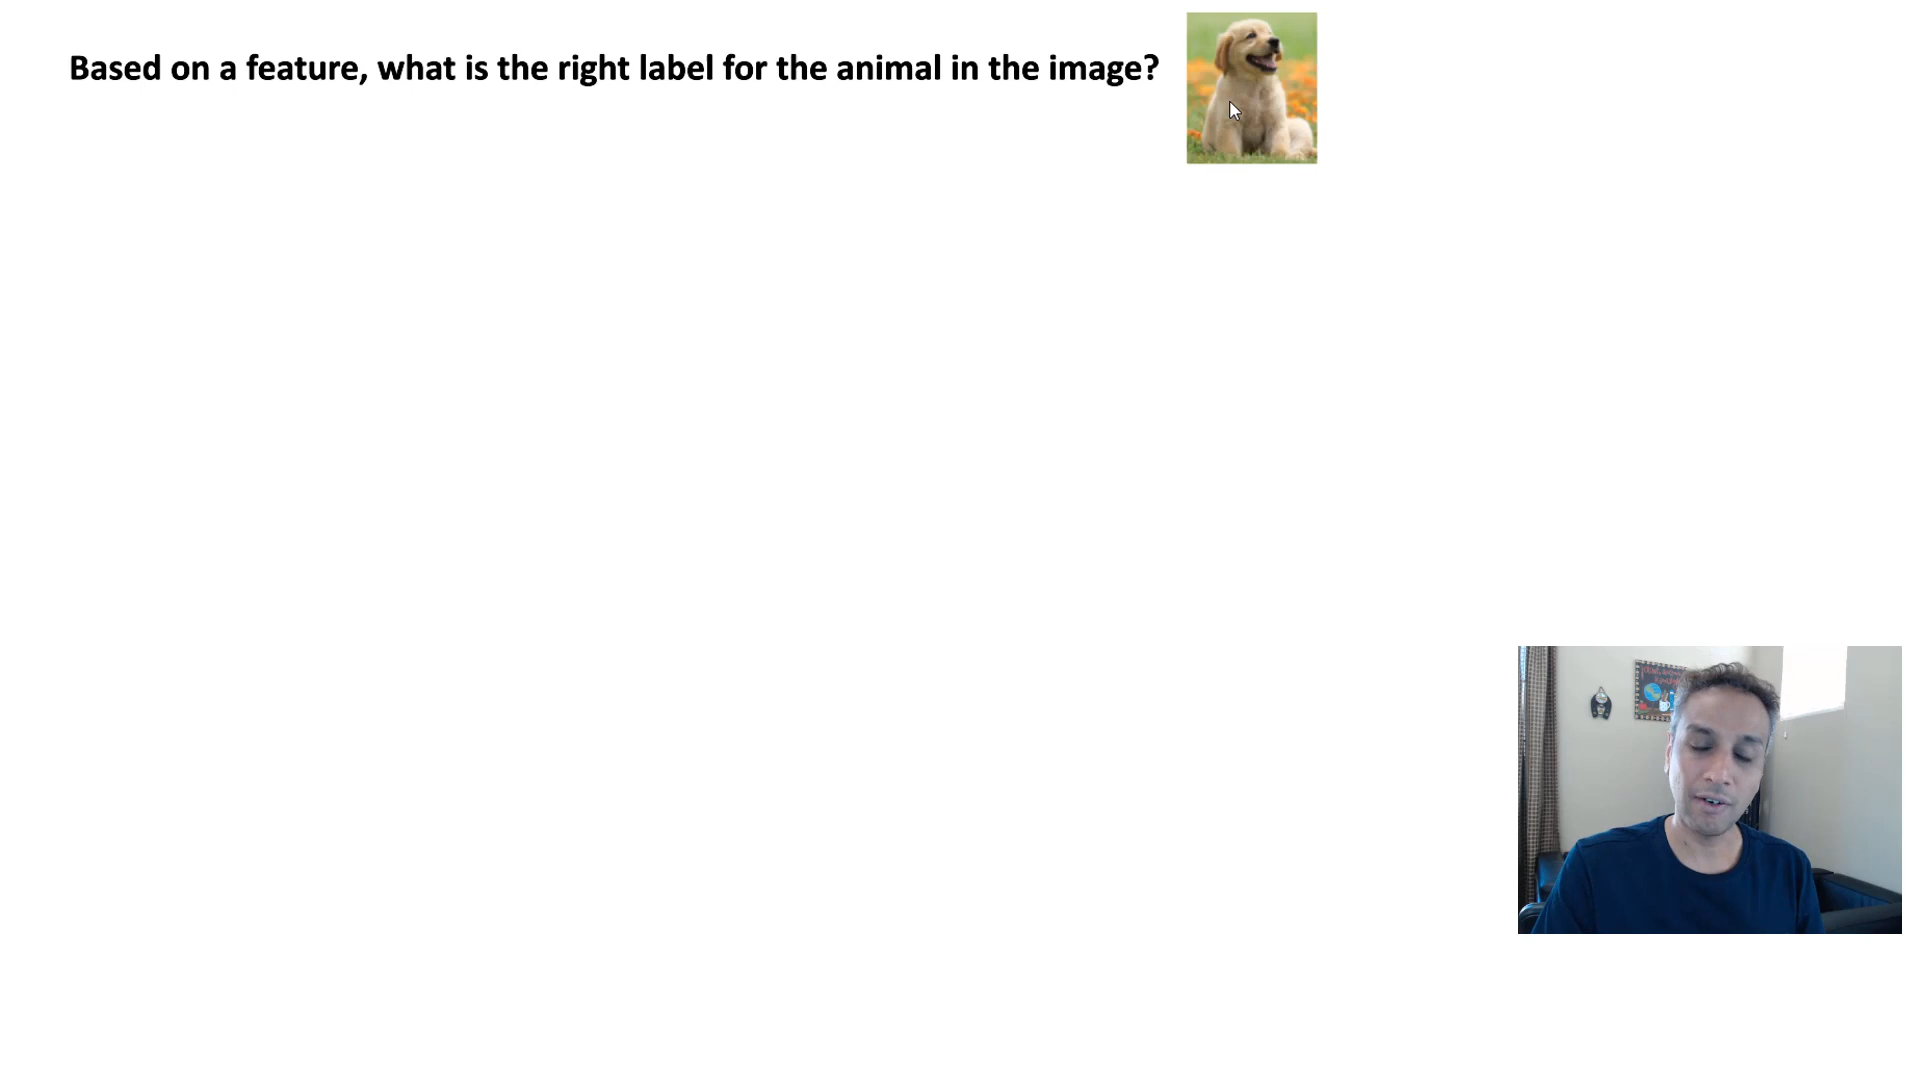 Based on a feature, what is the right label for the animal in the image?